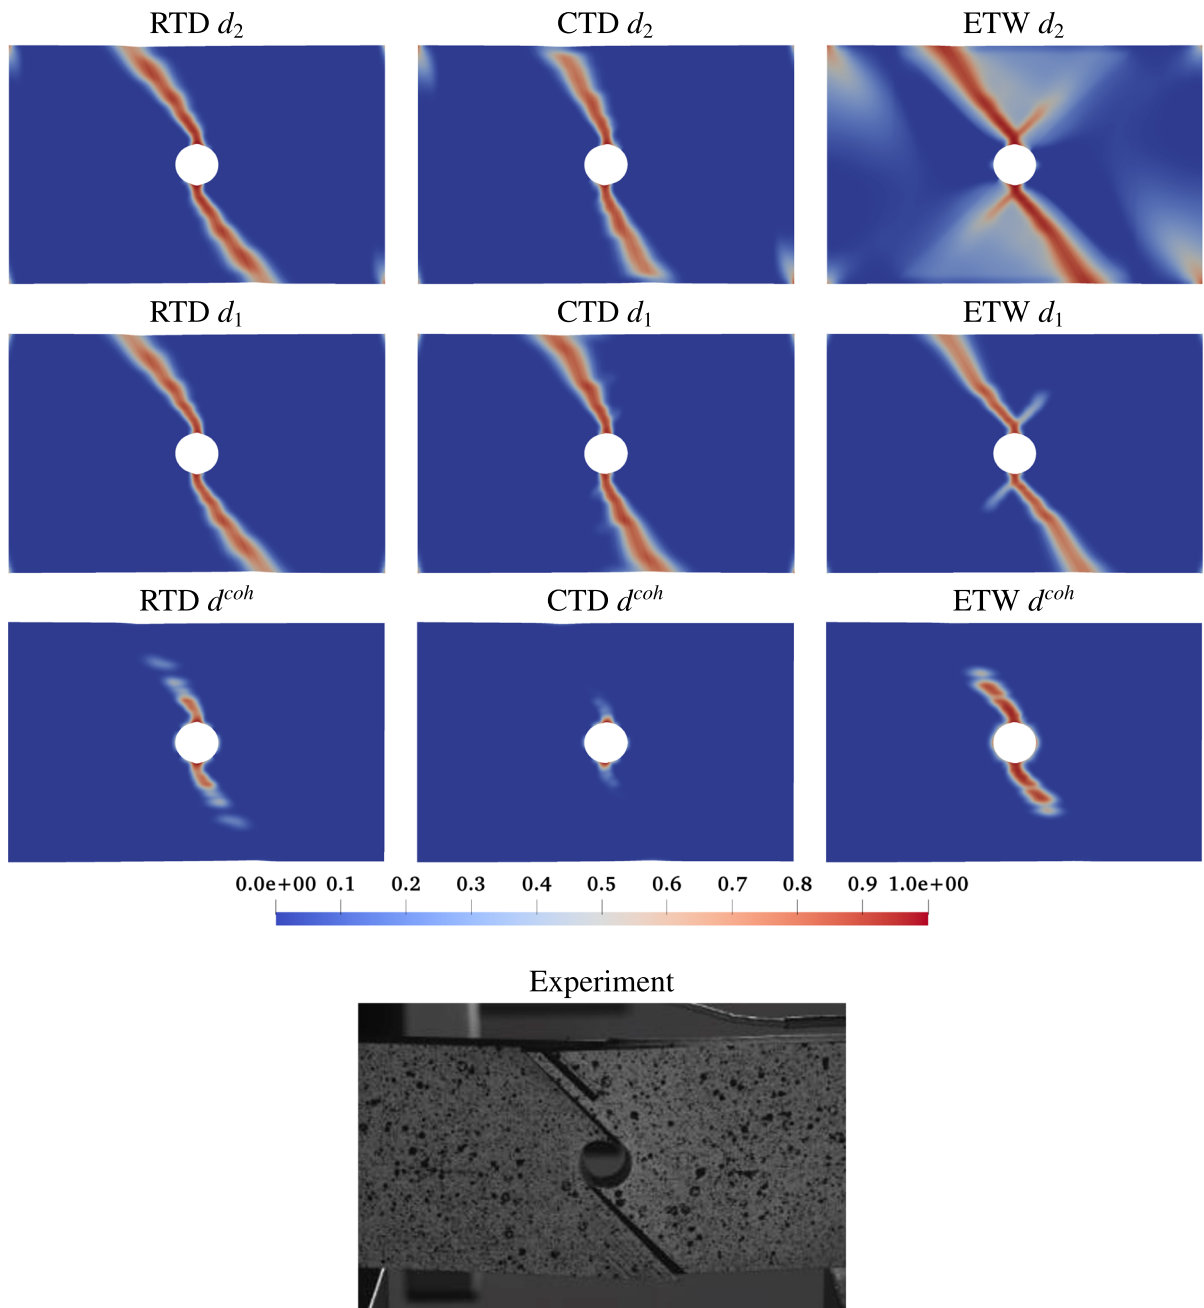 RTD d₂ CTD d₂ ETW d₂
RTD d₁ CTD d₁ ETW d₁
RTD dᶜᵒʰ CTD dᶜᵒʰ ETW dᶜᵒʰ
0.0e+00 0.1 0.2 0.3 0.4 0.5 0.6 0.7 0.8 0.9 1.0e+00
Experiment